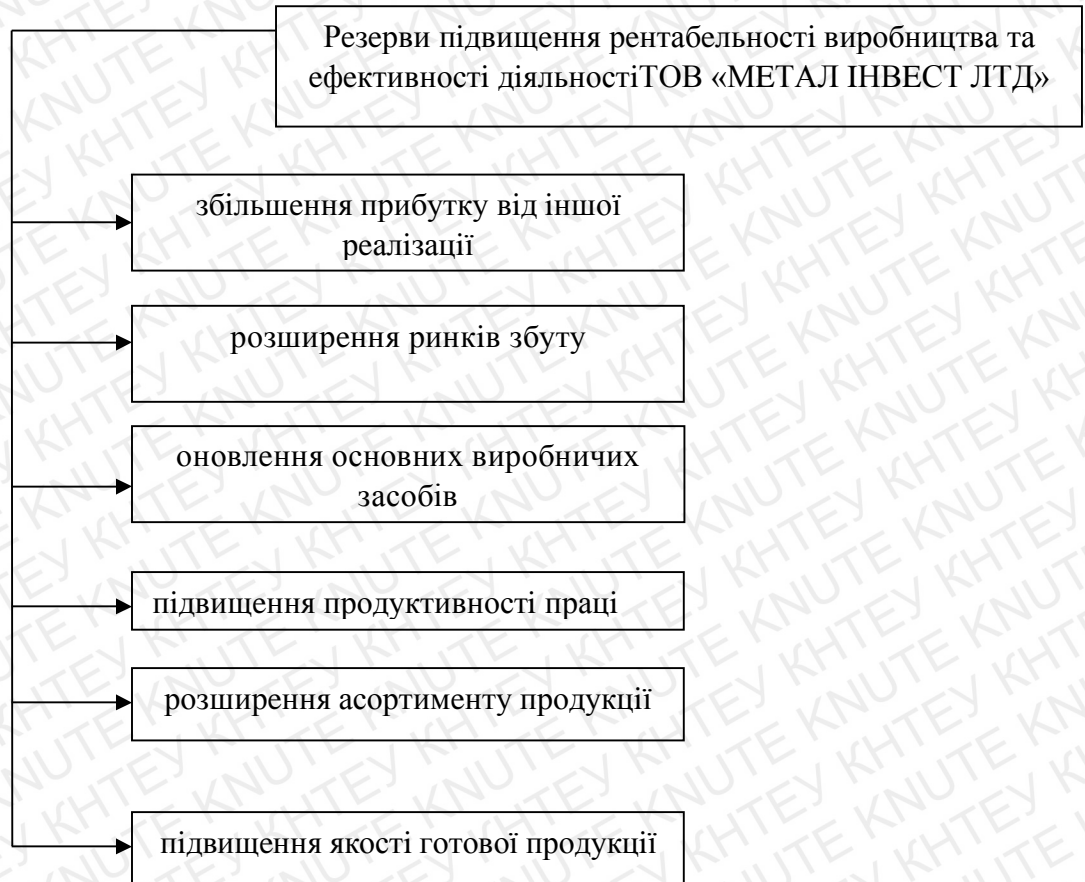 Резерви підвищення рентабельності виробництва та
ефективності діяльностіТОВ «МЕТАЛ ІНВЕСТ ЛТД»
збільшення прибутку від іншої
реалізації
розширення ринків збуту
оновлення основних виробничих
засобів
підвищення продуктивності праці
розширення асортименту продукції
підвищення якості готової продукції